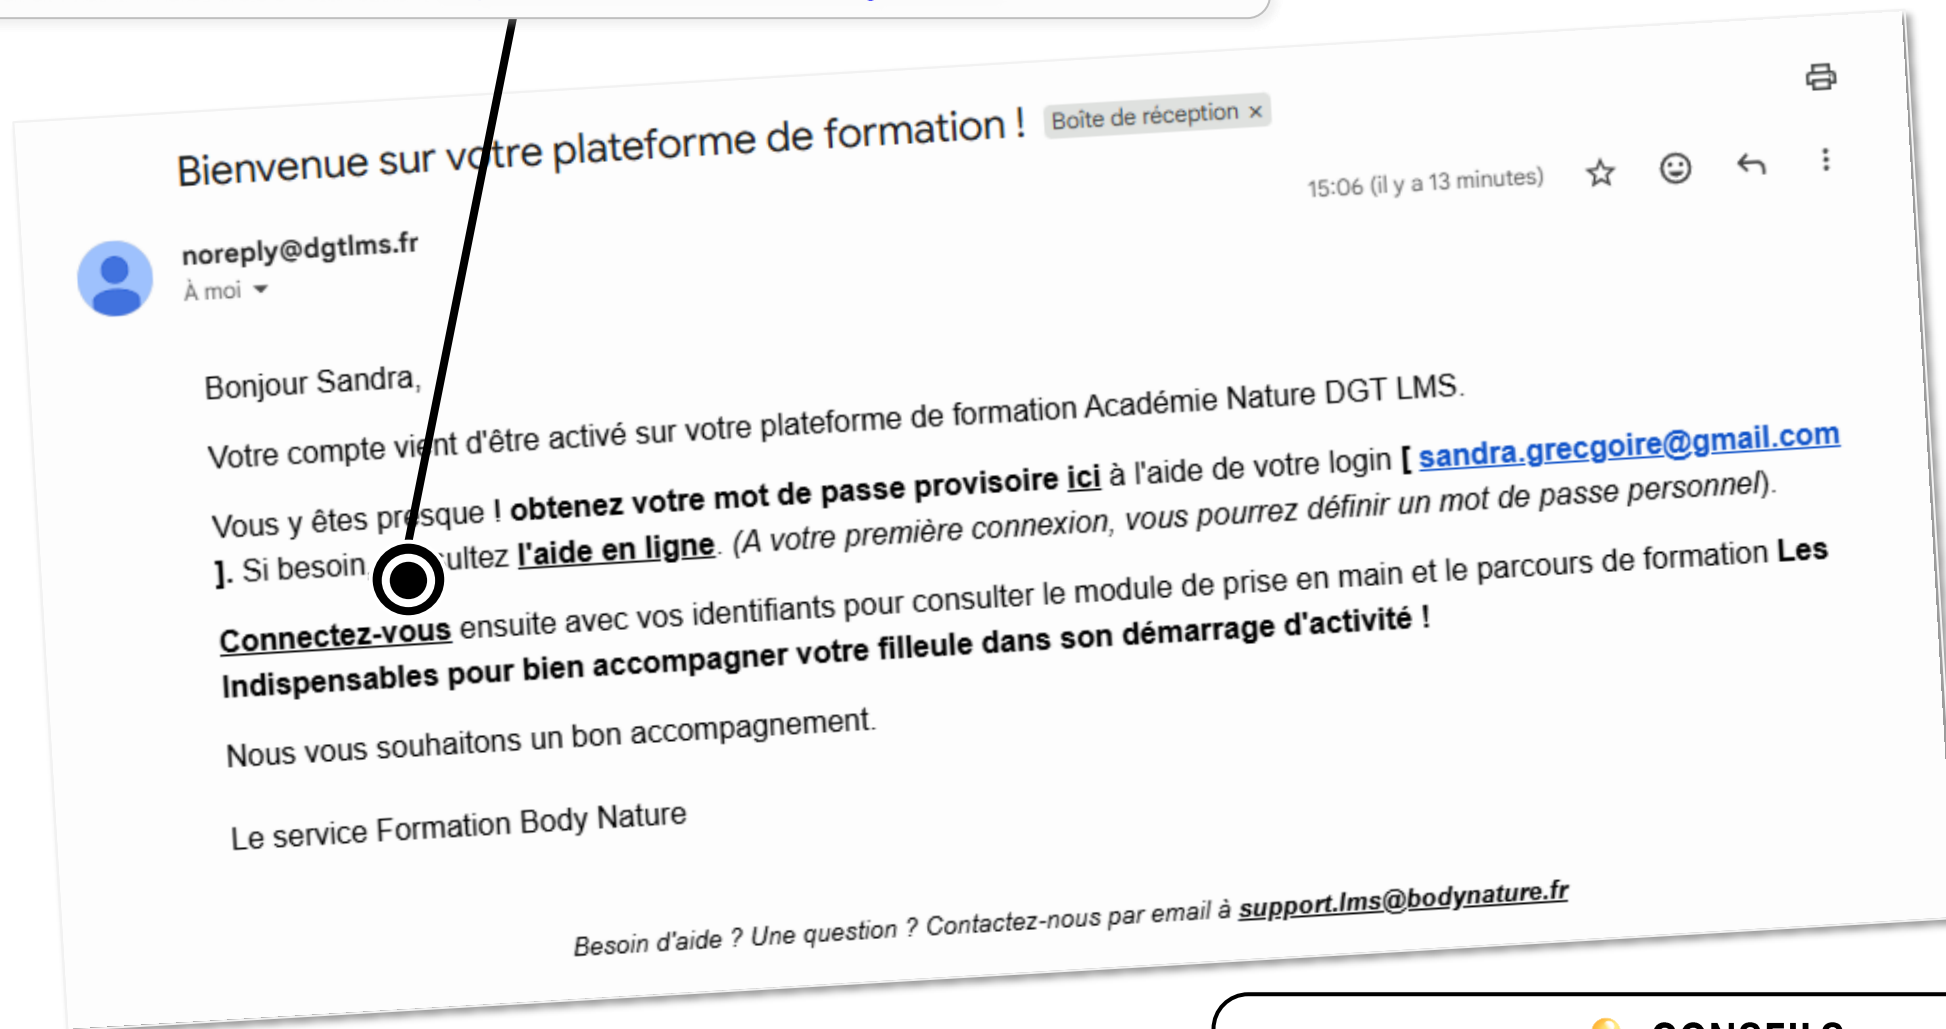 Bienvenue sur votre plateforme de formation ! Boîte de réception ×
15:06 (il y a 13 minutes)
noreply@dgtlms.fr
À moi
Bonjour Sandra,
Votre compte vient d'être activé sur votre plateforme de formation Académie Nature DGT LMS.
Vous y êtes presque ! obtenez votre mot de passe provisoire ici à l'aide de votre login [ sandra.grecgoire@gmail.com
]. Si besoin, ultez l'aide en ligne. (A votre première connexion, vous pourrez définir un mot de passe personnel).
Connectez-vous ensuite avec vos identifiants pour consulter le module de prise en main et le parcours de formation Les
Indispensables pour bien accompagner votre filleule dans son démarrage d'activité !
Nous vous souhaitons un bon accompagnement.
Le service Formation Body Nature
Besoin d'aide ? Une question ? Contactez-nous par email à support.lms@bodynature.fr
CONSEILS